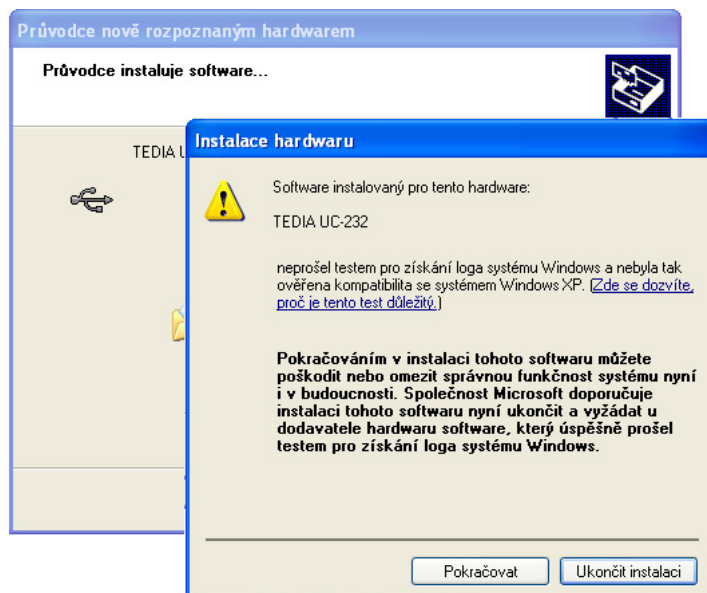 Průvodce nově rozpoznaným hardwarem
Průvodce instaluje software...
TEDIA
Instalace hardwaru
Software instalovaný pro tento hardware:
TEDIA UC-232
neprošel testem pro získání loga systému Windows a nebyla tak
ověřena kompatibilita se systémem Windows XP. (Zde se dozvíte,
proč je tento test důležitý.)
Pokračováním v instalaci tohoto softwaru můžete
poškodit nebo omezit správnou funkčnost systému nyní
i v budoucnosti. Společnost Microsoft doporučuje
instalaci tohoto softwaru nyní ukončit a vyžádat u
dodavatele hardwaru software, který úspěšně prošel
testem pro získání loga systému Windows.
Pokračovat
Ukončit instalaci